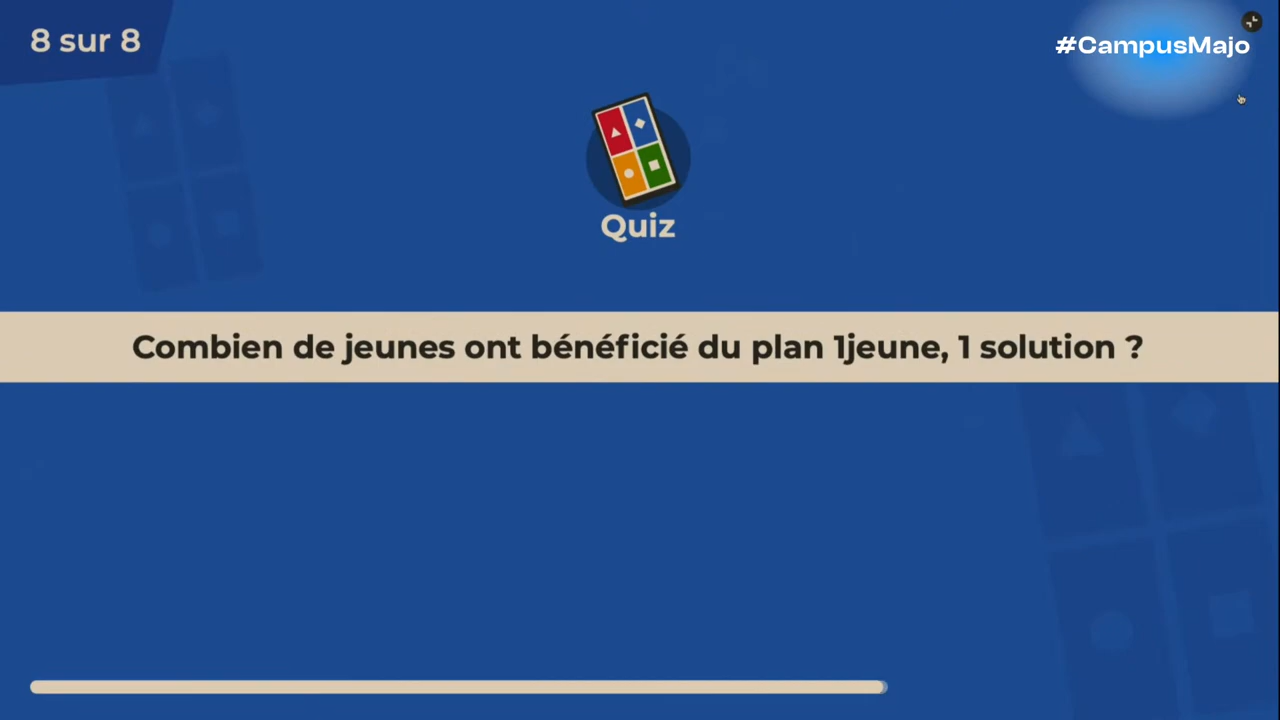 8 sur 8
#CampusMajo
Quiz
Combien de jeunes ont bénéficié du plan 1jeune, 1 solution ?